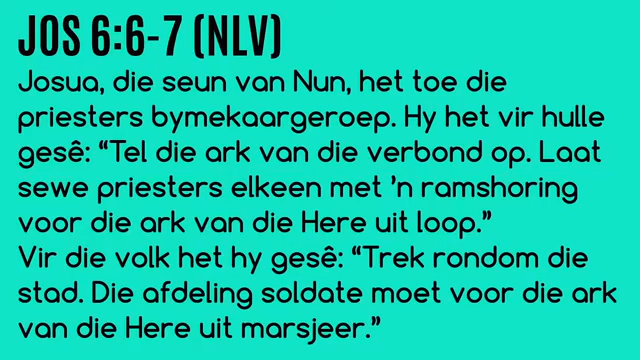 JOS 6:6-7 (NLV)
Josua, die seun van Nun, het toe die
priesters bymekaargeroep. Hy het vir hulle
gesê: “Tel die ark van die verbond op. Laat
sewe priesters elkeen met ’n ramshoring
voor die ark van die Here uit loop.”
Vir die volk het hy gesê: “Trek rondom die
stad. Die afdeling soldate moet voor die ark
van die Here uit marsjeer.”